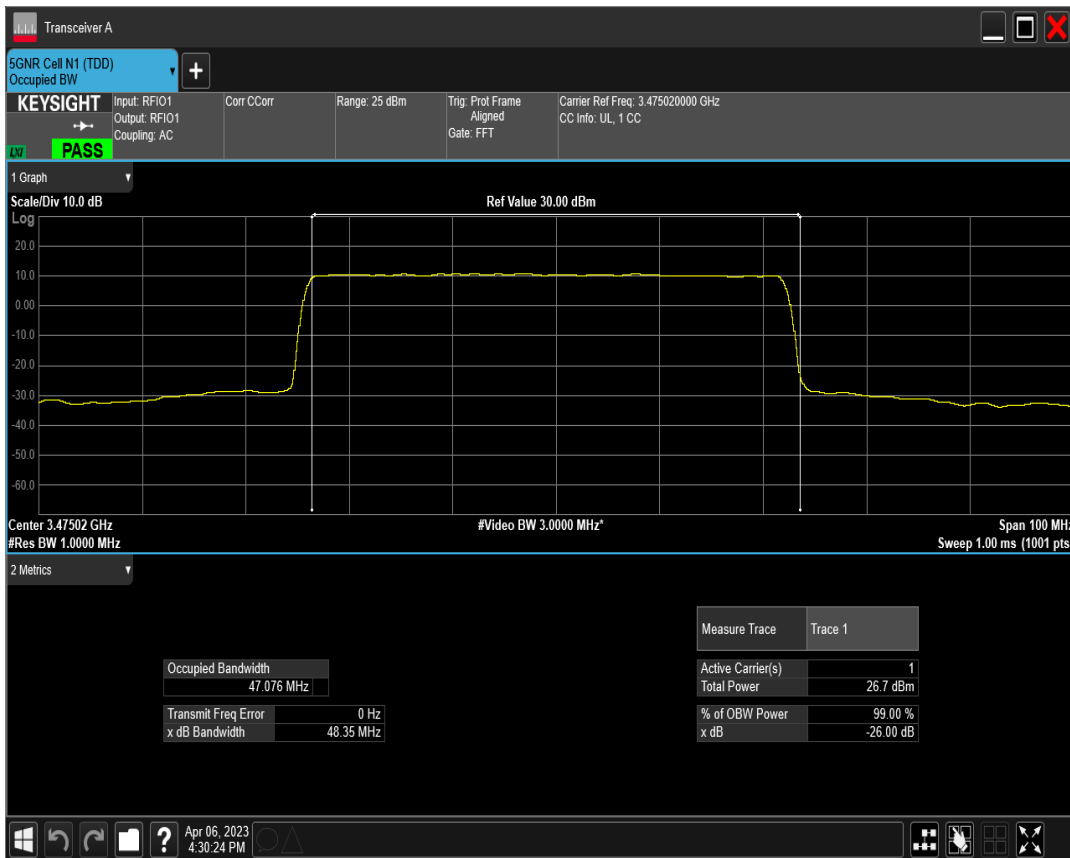 Transceiver A
5GNR Cell N1 (TDD)
Occupied BW
+
KEYSIGHT
LXI
PASS
Input: RFIO1
Output: RFIO1
Coupling: AC
Corr CCorr
Range: 25 dBm
Trig: Prot Frame
Aligned
Gate: FFT
Carrier Ref Freq: 3.475020000 GHz
CC Info: UL, 1 CC
1 Graph
Scale/Div 10.0 dB
Ref Value 30.00 dBm
Log
20.0
10.0
0.00
-10.0
-20.0
-30.0
-40.0
-50.0
-60.0
Center 3.47502 GHz
#Video BW 3.0000 MHz*
Span 100 MHz
#Res BW 1.0000 MHz
Sweep 1.00 ms (1001 pts
2 Metrics
Measure Trace Trace 1
Occupied Bandwidth
47.076 MHz
Active Carrier(s) 1
Total Power 26.7 dBm
Transmit Freq Error 0 Hz
x dB Bandwidth 48.35 MHz
% of OBW Power 99.00 %
x dB -26.00 dB
?
Apr 06, 2023
4:30:24 PM